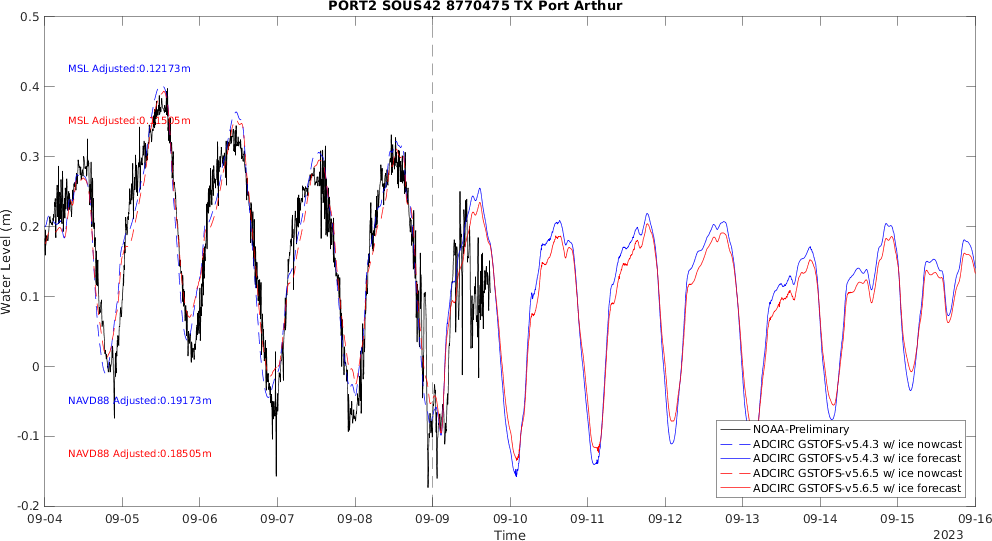 PORT2 SOUS42 8770475 TX Port Arthur
0.5
0.4
0.3
0.2
0.1
0
-0.1
-0.2
Water Level (m)
MSL Adjusted:0.12173m
MSL Adjusted:0.11505m
NAVD88 Adjusted:0.19173m
NAVD88 Adjusted:0.18505m
NOAA-Preliminary
ADCIRC GSTOFS-v5.4.3 w/ ice nowcast
ADCIRC GSTOFS-v5.4.3 w/ ice forecast
ADCIRC GSTOFS-v5.6.5 w/ ice nowcast
ADCIRC GSTOFS-v5.6.5 w/ ice forecast
09-04 09-05 09-06 09-07 09-08 09-09 09-10 09-11 09-12 09-13 09-14 09-15 09-16
Time
2023